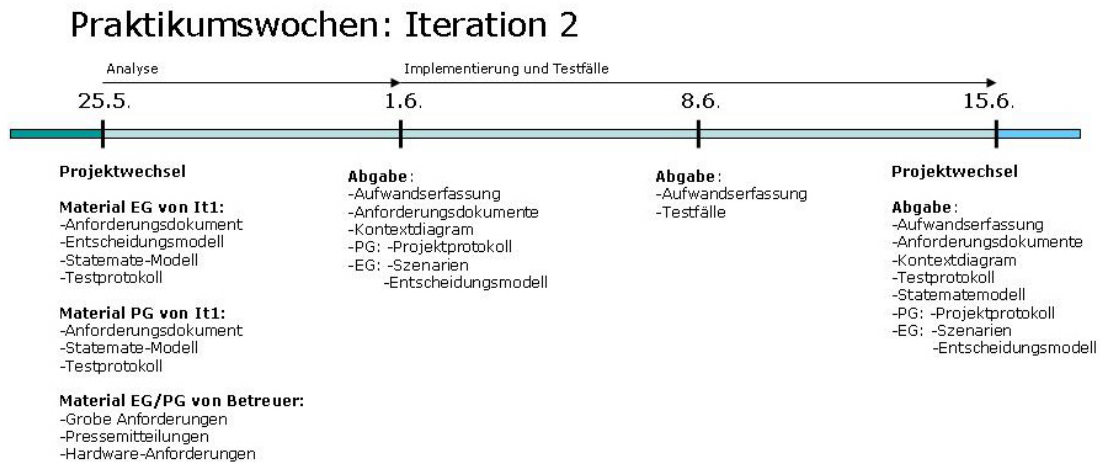 Praktikumswochen: Iteration 2
Analyse
Implementierung und Testfälle
25.5.
1.6.
8.6.
15.6.
Projektwechsel
Material EG von It1:
-Anforderungsdokument
-Entscheidungsmodell
-Statemate-Modell
-Testprotokoll
Material PG von It1:
-Anforderungsdokument
-Statemate-Modell
-Testprotokoll
Material EG/PG von Betreuer:
-Grobe Anforderungen
-Pressemitteilungen
-Hardware-Anforderungen
Abgabe:
-Aufwandserfassung
-Anforderungsdokumente
-Kontextdiagram
-PG: -Projektprotokoll
-EG: -Szenarien
-Entscheidungsmodell
Abgabe:
-Aufwandserfassung
-Testfälle
Projektwechsel
Abgabe:
-Aufwandserfassung
-Anforderungsdokumente
-Kontextdiagram
-Testprotokoll
-Statematemodell
-PG: -Projektprotokoll
-EG: -Szenarien
-Entscheidungsmodell